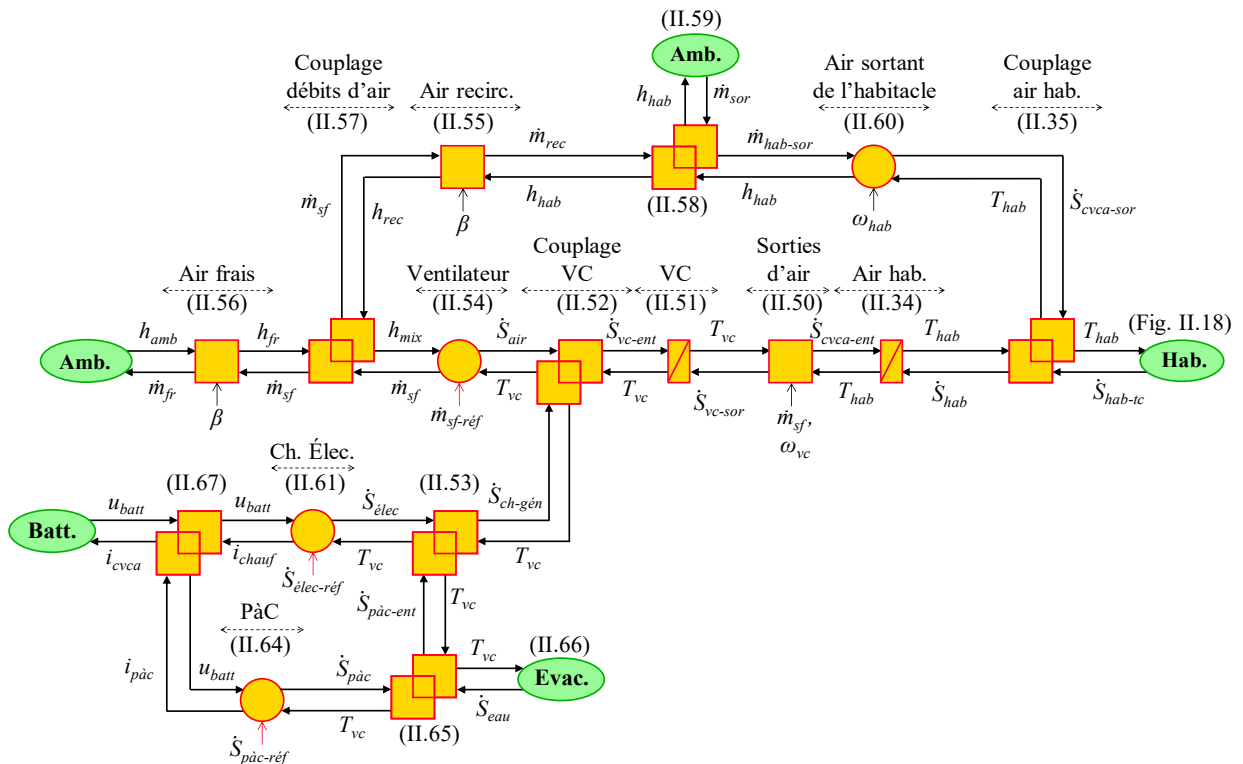 (II.59)
Amb.
h_hab
ṁ_sor
Couplage
débits d’air
(II.57)
Air recirc.
(II.55)
Air sortant
de l’habitacle
(II.60)
Couplage
air hab.
(II.35)
ṁ_rec
ṁ_hab-sor
h_hab
h_hab
(II.58)
ṁ_sf
h_rec
β
ω_hab
T_hab
Ṡ_cvca-sor
Air frais
(II.56)
Ventilateur
(II.54)
Couplage
VC
(II.52)
VC
(II.51)
Sorties
d’air
(II.50)
Air hab.
(II.34)
(Fig. II.18)
Amb.
h_amb
h_fr
h_mix
Ṡ_air
Ṡ_vc-ent
T_vc
Ṡ_cvca-ent
T_hab
T_hab
Hab.
ṁ_fr
ṁ_sf
ṁ_sf
T_vc
T_vc
Ṡ_vc-sor
T_hab
Ṡ_hab
Ṡ_hab-tc
β
ṁ_sf-réf
ṁ_sf,
ω_vc
Ch. Élec.
(II.61)
(II.67)
(II.53)
Ṡ_ch-gén
Batt.
u_batt
u_batt
Ṡ_élec
i_cvca
i_chauf
T_vc
T_vc
Ṡ_élec-réf
Ṡ_pàc-ent
T_vc
PàC
(II.64)
i_pàc
u_batt
Ṡ_pàc
T_vc
(II.66)
Evac.
Ṡ_eau
T_vc
(II.65)
Ṡ_pàc-réf